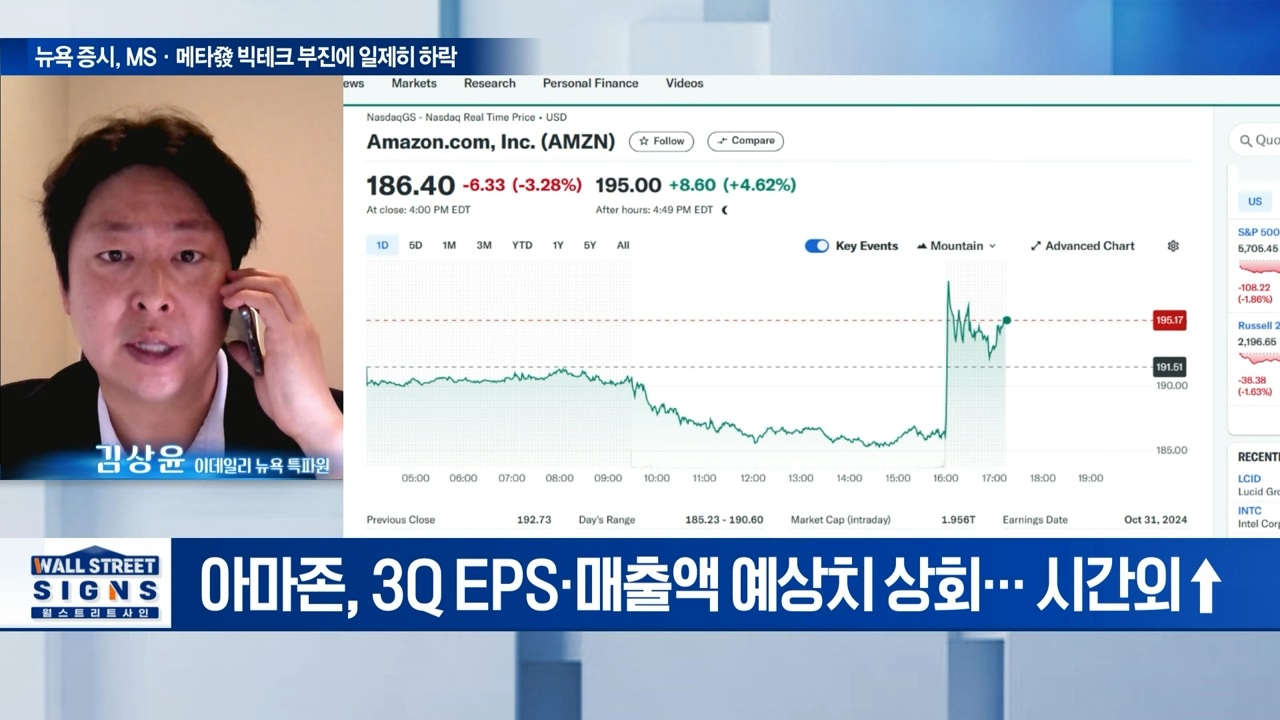 뉴욕 증시, MS · 메타發 빅테크 부진에 일제히 하락
ews Markets Research Personal Finance Videos
NasdaqGS - Nasdaq Real Time Price • USD
Amazon.com, Inc. (AMZN) Follow Compare
186.40 -6.33 (-3.28%) 195.00 +8.60 (+4.62%)
At close: 4:00 PM EDT After hours: 4:49 PM EDT
1D 5D 1M 3M YTD 1Y 5Y All Key Events Mountain Advanced Chart
195.17
191.51
190.00
185.00
05:00 06:00 07:00 08:00 09:00 10:00 11:00 12:00 13:00 14:00 15:00 16:00 17:00 18:00 19:00
Previous Close 192.73 Day's Range 185.23 - 190.60 Market Cap (intraday) 1.956T Earnings Date Oct 31, 2024
Quo
US
S&P 500
5,705.45
-108.22
(-1.86%)
Russell 2
2,196.65
-36.38
(-1.63%)
RECENT
LCID
Lucid Gro
INTC
Intel Corp
김상윤 이데일리 뉴욕 특파원
WALL STREET
SIGNS
월스트리트사인
아마존, 3Q EPS·매출액 예상치 상회… 시간외↑